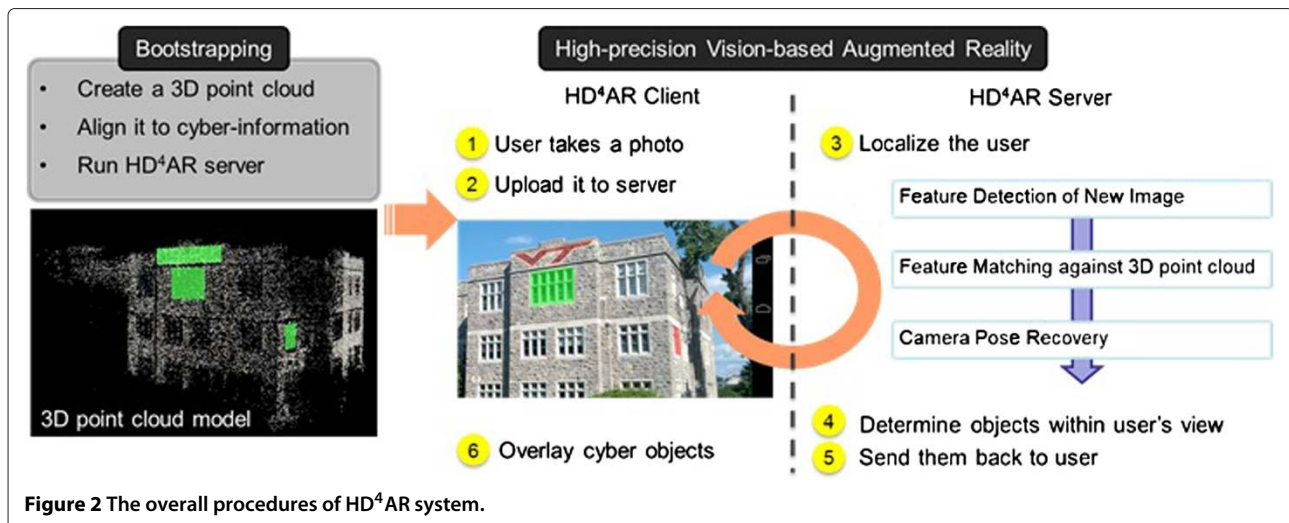 Bootstrapping
• Create a 3D point cloud
• Align it to cyber-information
• Run HD⁴AR server
3D point cloud model
High-precision Vision-based Augmented Reality
HD⁴AR Client
1 User takes a photo
2 Upload it to server
VT
6 Overlay cyber objects
HD⁴AR Server
3 Localize the user
Feature Detection of New Image
Feature Matching against 3D point cloud
Camera Pose Recovery
4 Determine objects within user's view
5 Send them back to user
Figure 2 The overall procedures of HD⁴AR system.